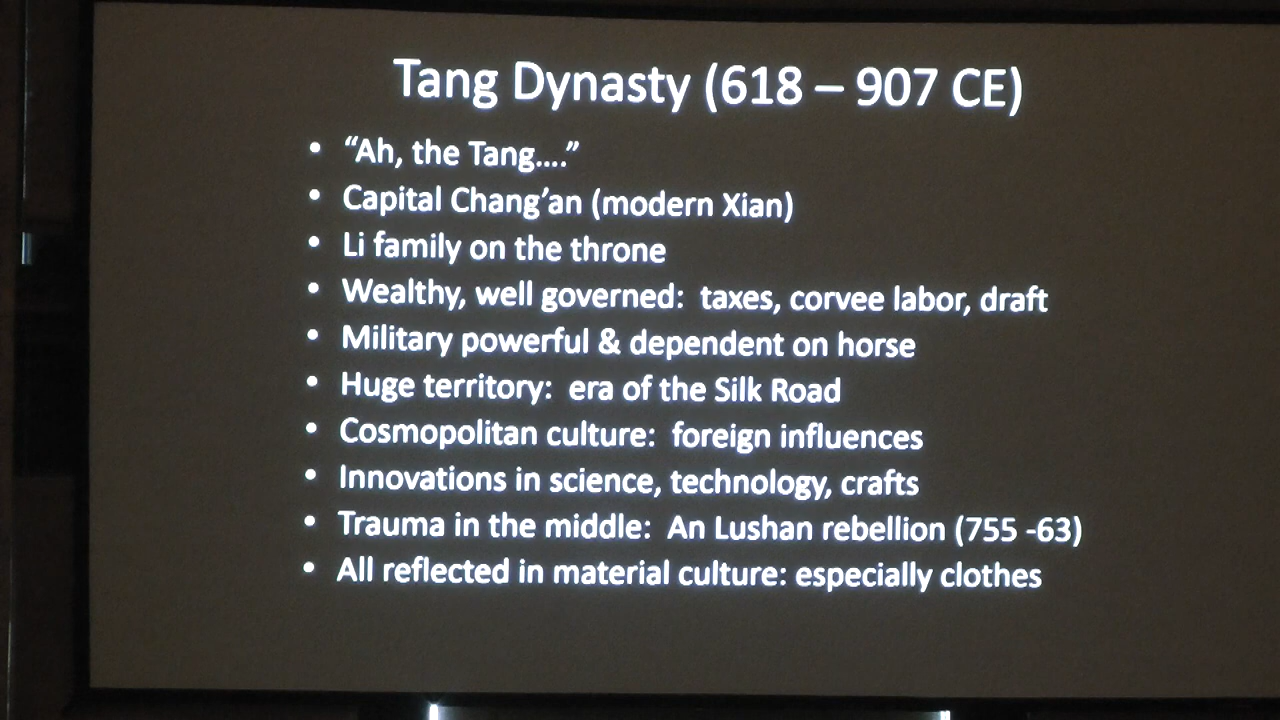 Tang Dynasty (618 – 907 CE)
• “Ah, the Tang....”
• Capital Chang’an (modern Xian)
• Li family on the throne
• Wealthy, well governed:  taxes, corvee labor, draft
• Military powerful & dependent on horse
• Huge territory:  era of the Silk Road
• Cosmopolitan culture:  foreign influences
• Innovations in science, technology, crafts
• Trauma in the middle:  An Lushan rebellion (755 -63)
• All reflected in material culture: especially clothes